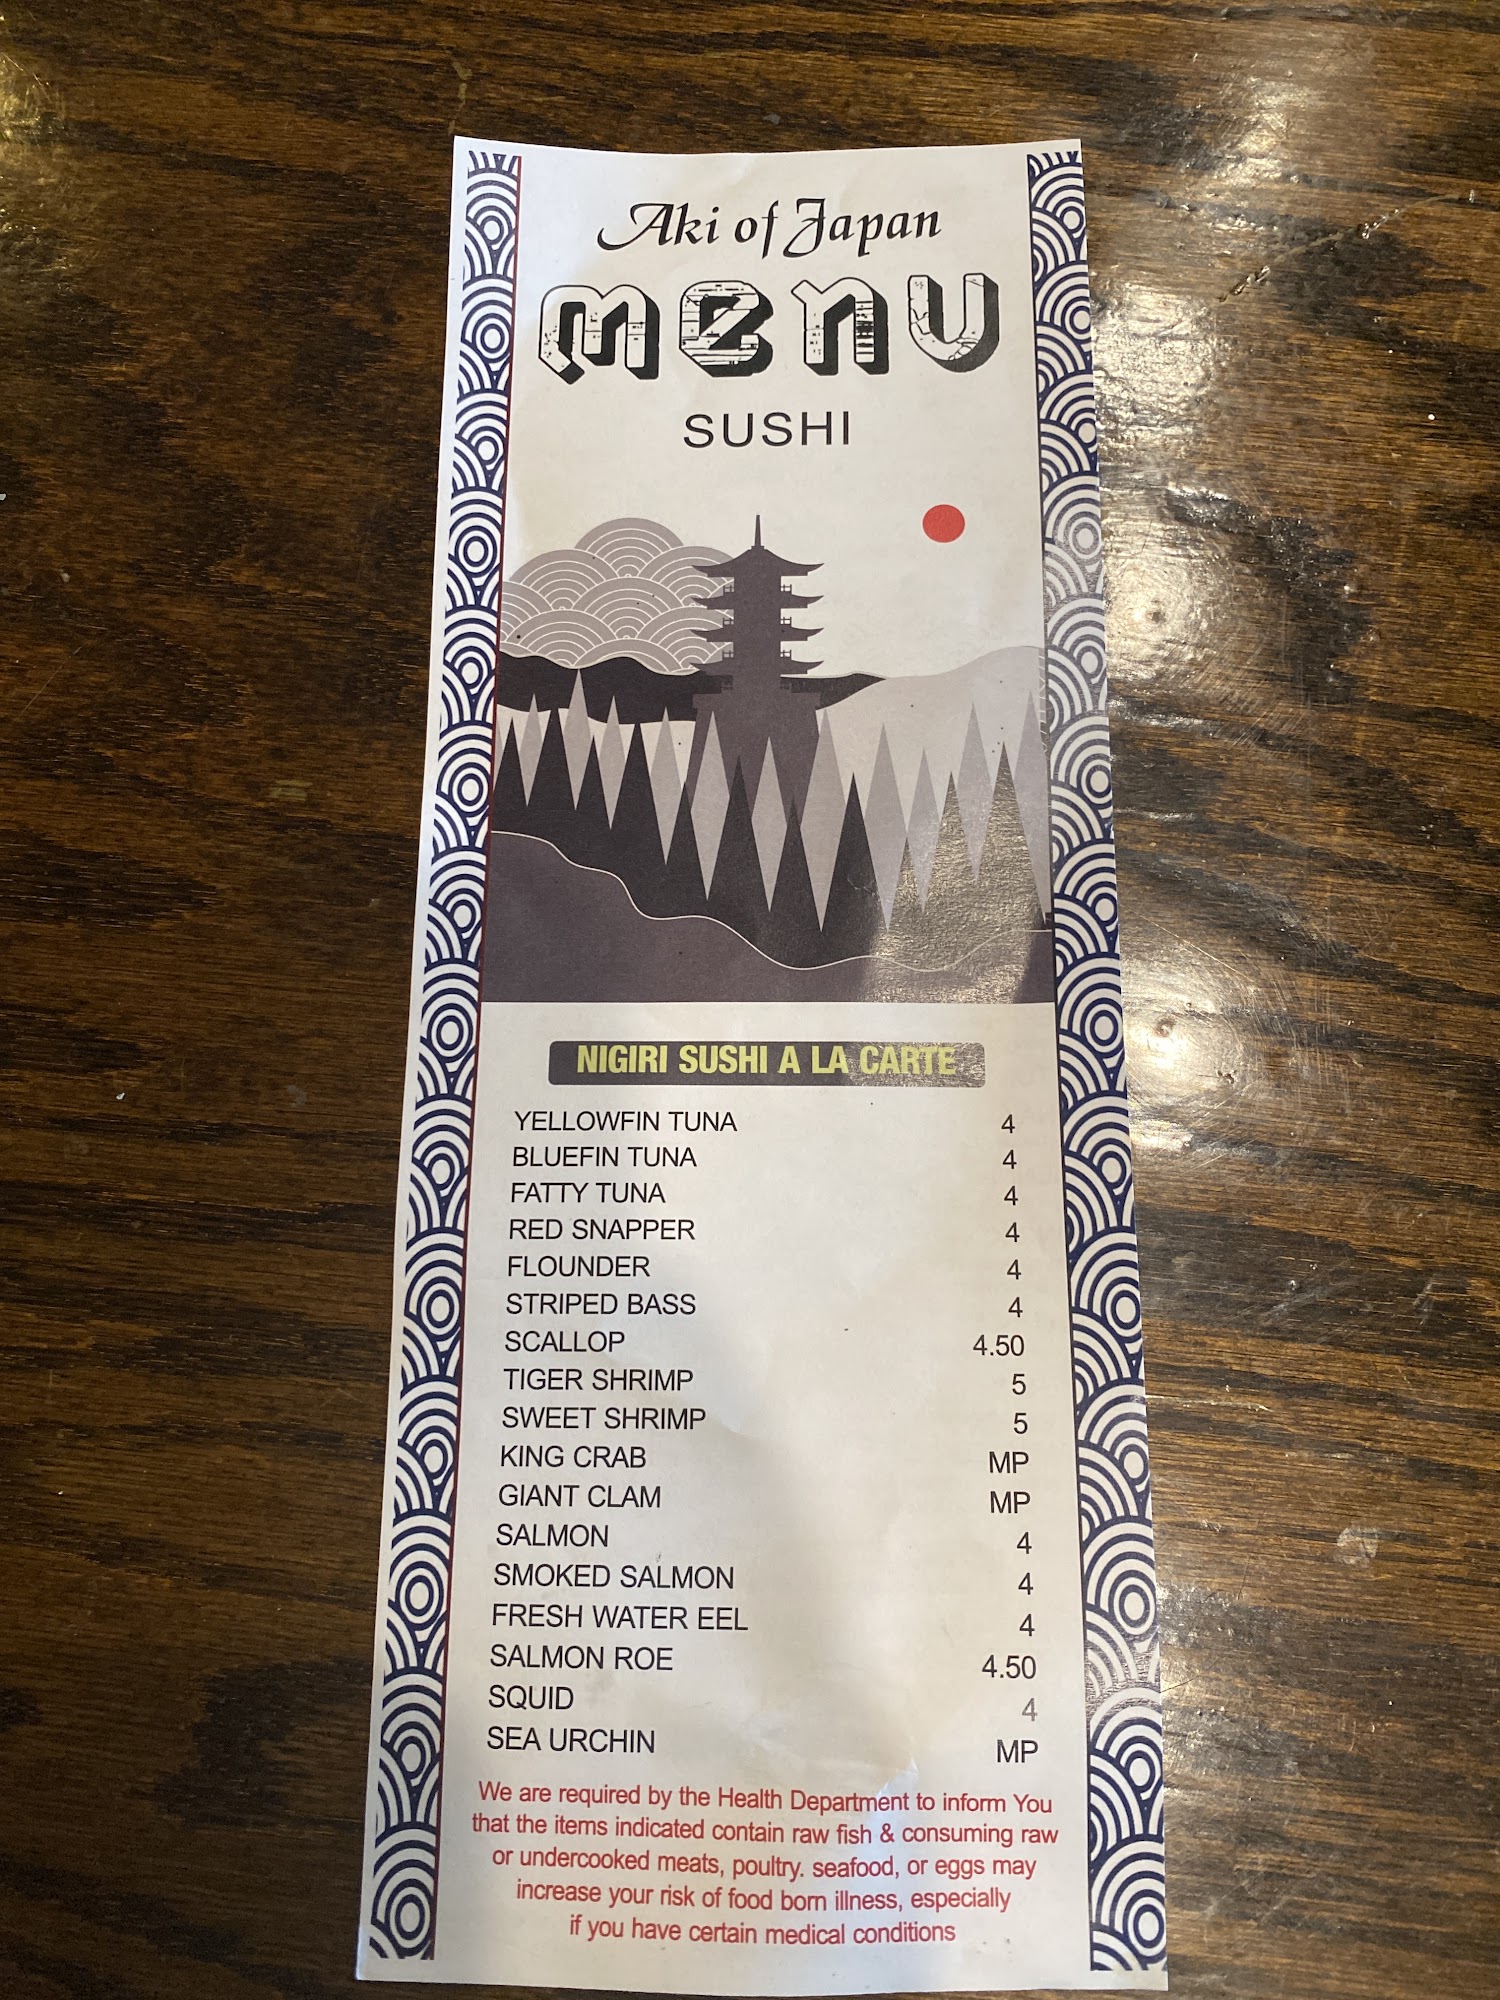 Aki of Japan
menu
SUSHI
NIGIRI SUSHI A LA CARTE
YELLOWFIN TUNA 4
BLUEFIN TUNA 4
FATTY TUNA 4
RED SNAPPER 4
FLOUNDER 4
STRIPED BASS 4
SCALLOP 4.50
TIGER SHRIMP 5
SWEET SHRIMP 5
KING CRAB MP
GIANT CLAM MP
SALMON 4
SMOKED SALMON 4
FRESH WATER EEL 4
SALMON ROE 4.50
SQUID 4
SEA URCHIN MP
We are required by the Health Department to inform You
that the items indicated contain raw fish & consuming raw
or undercooked meats, poultry. seafood, or eggs may
increase your risk of food born illness, especially
if you have certain medical conditions